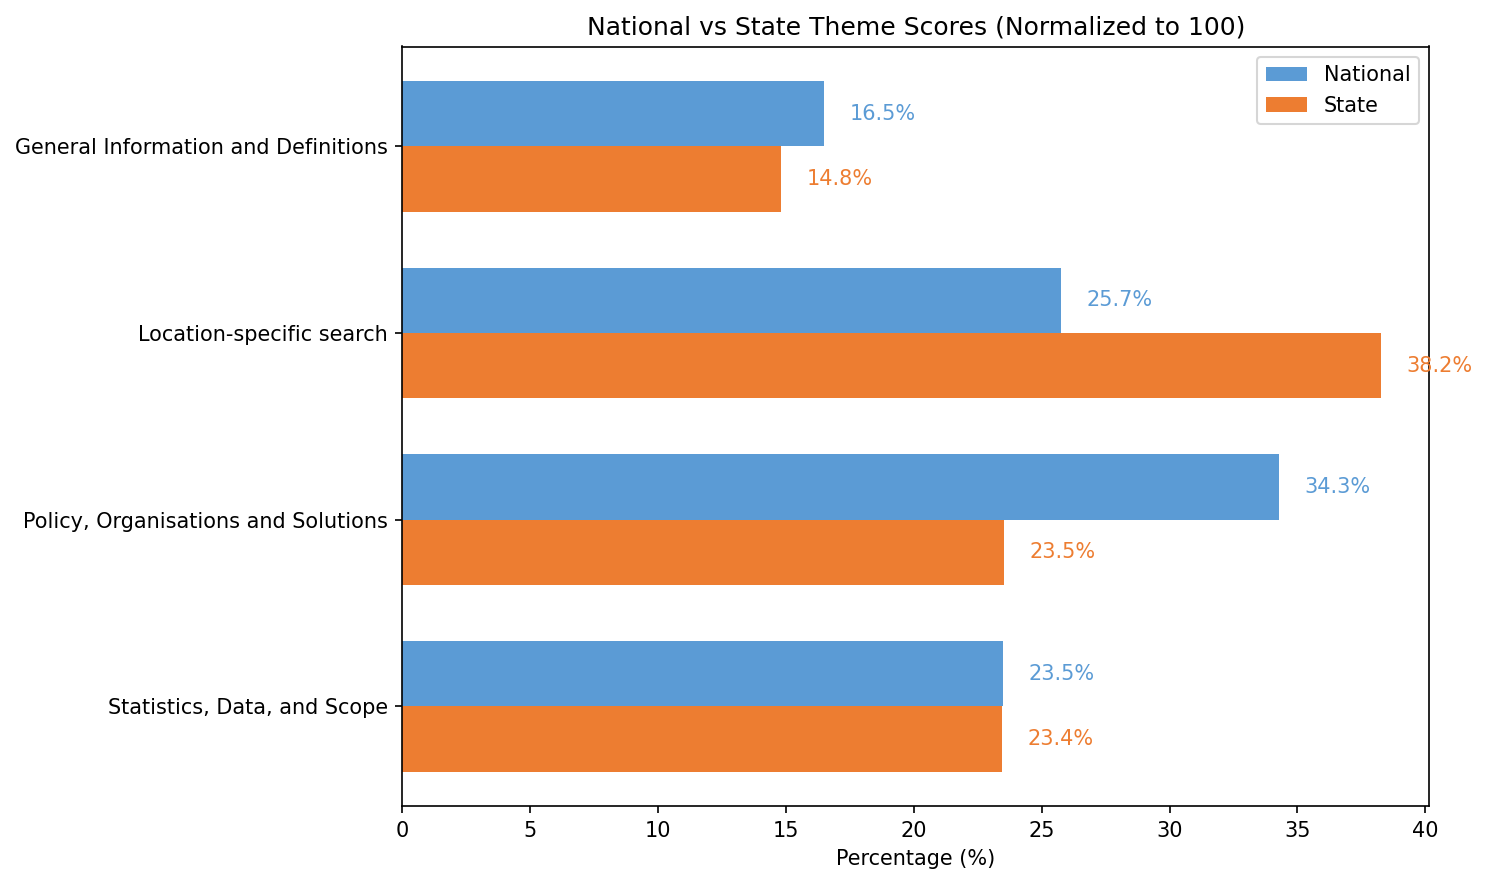 National vs State Theme Scores (Normalized to 100)
National
State
General Information and Definitions
16.5%
14.8%
Location-specific search
25.7%
38.2%
Policy, Organisations and Solutions
34.3%
23.5%
Statistics, Data, and Scope
23.5%
23.4%
0 5 10 15 20 25 30 35 40
Percentage (%)